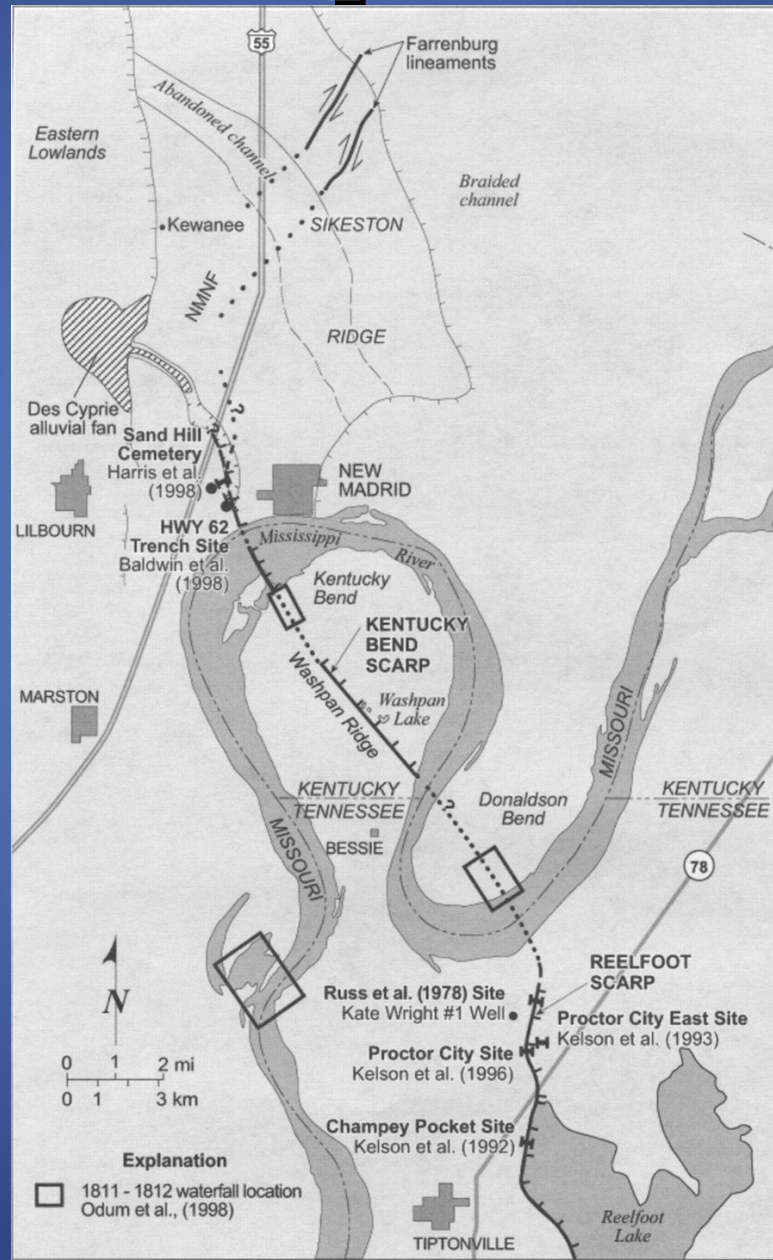 55
Farrenburg
lineaments
Abandoned channel
Eastern
Lowlands
Braided
channel
Kewanee
SIKESTON
NMNF
RIDGE
Des Cyprie
alluvial fan
?
?
Sand Hill
Cemetery
Harris et al.
(1998)
NEW
MADRID
LILBOURN
HWY 62
Trench Site
Baldwin et al.
(1998)
Mississippi
River
Kentucky
Bend
KENTUCKY
BEND
SCARP
Washpan Ridge
Washpan
Lake
MARSTON
MISSOURI
KENTUCKY
TENNESSEE
KENTUCKY
TENNESSEE
?
Donaldson
Bend
BESSIE
MISSOURI
78
N
REELFOOT
SCARP
Russ et al. (1978) Site
Kate Wright #1 Well
Proctor City East Site
Kelson et al. (1993)
Proctor City Site
Kelson et al. (1996)
0 1 2 mi
0 1 3 km
Champey Pocket Site
Kelson et al. (1992)
Explanation
1811 - 1812 waterfall location
Odum et al., (1998)
TIPTONVILLE
Reelfoot
Lake